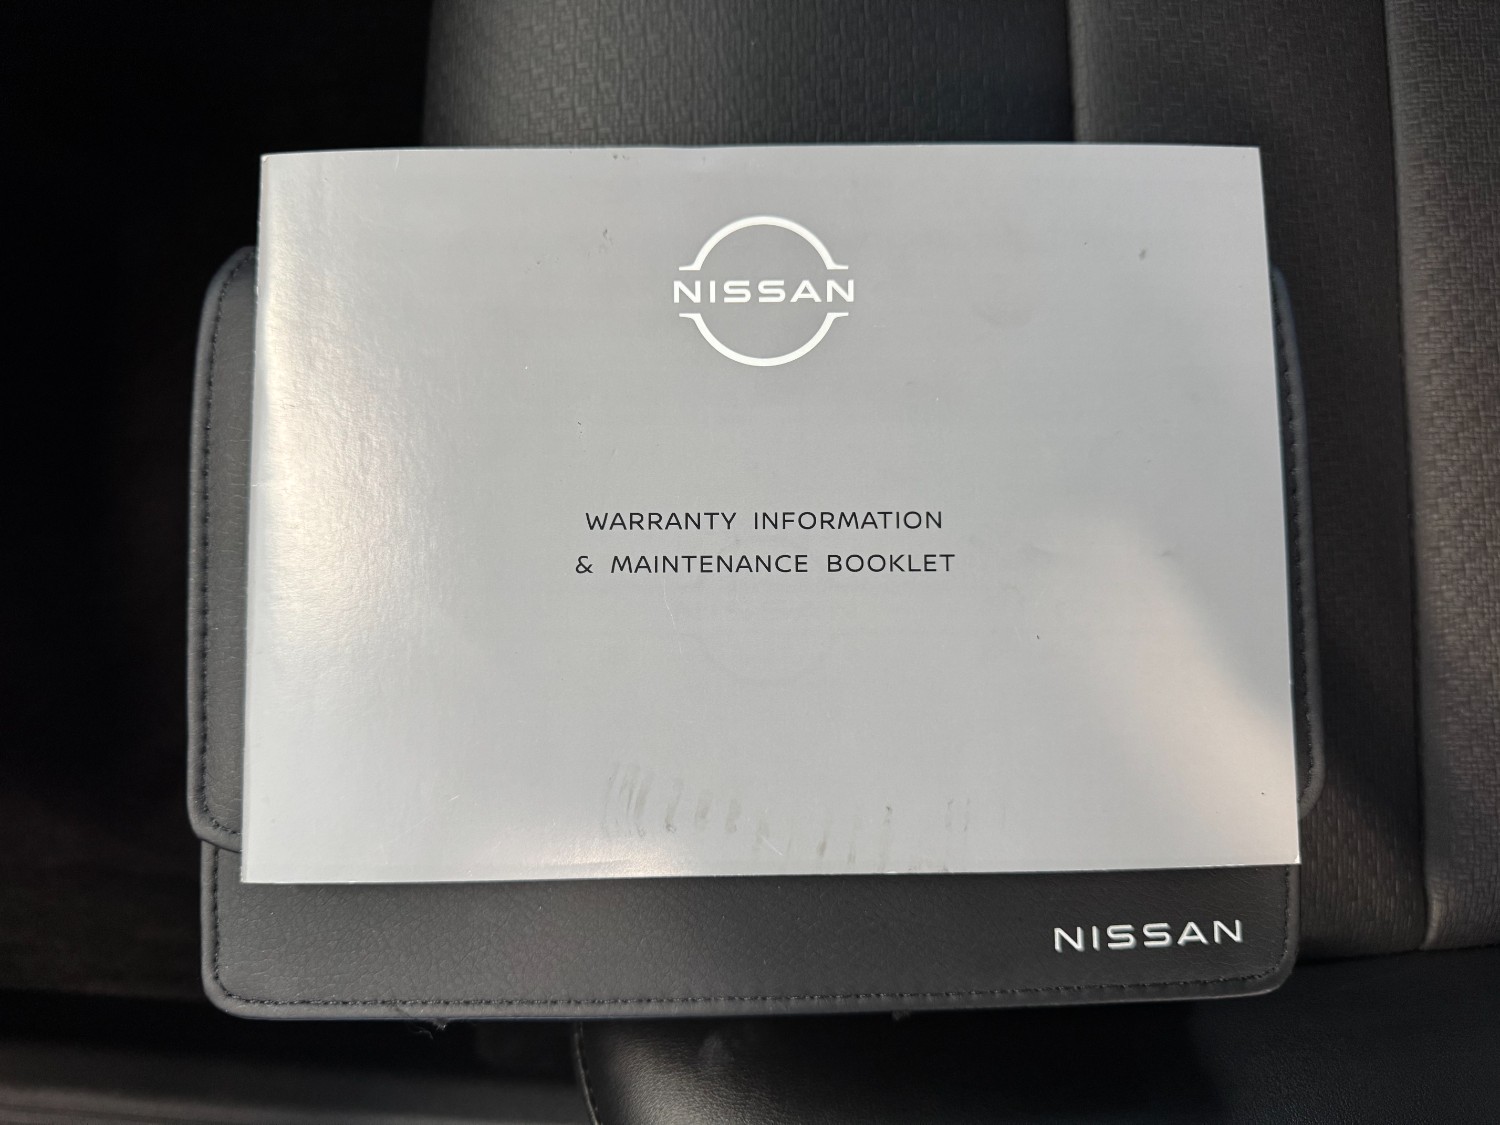 NISSAN
WARRANTY INFORMATION
& MAINTENANCE BOOKLET
NISSAN